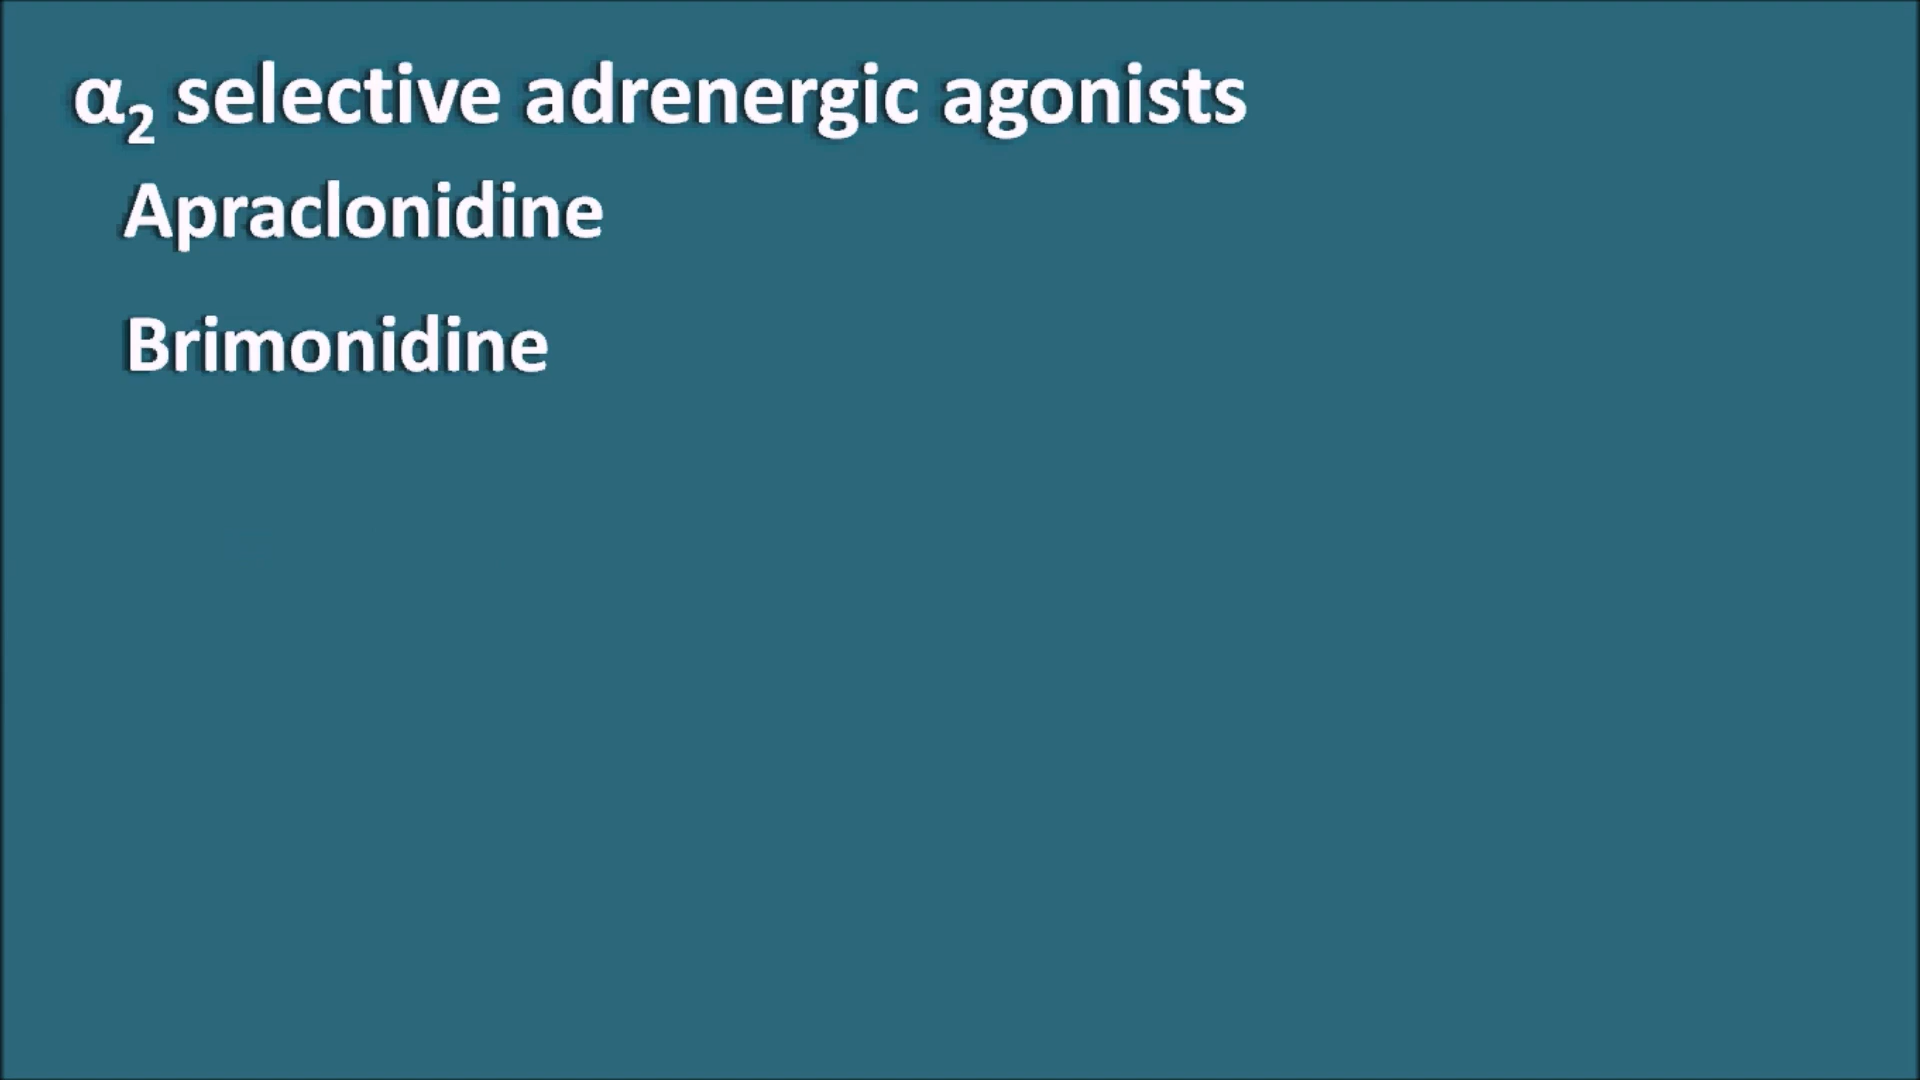 α₂ selective adrenergic agonists
Apraclonidine
Brimonidine